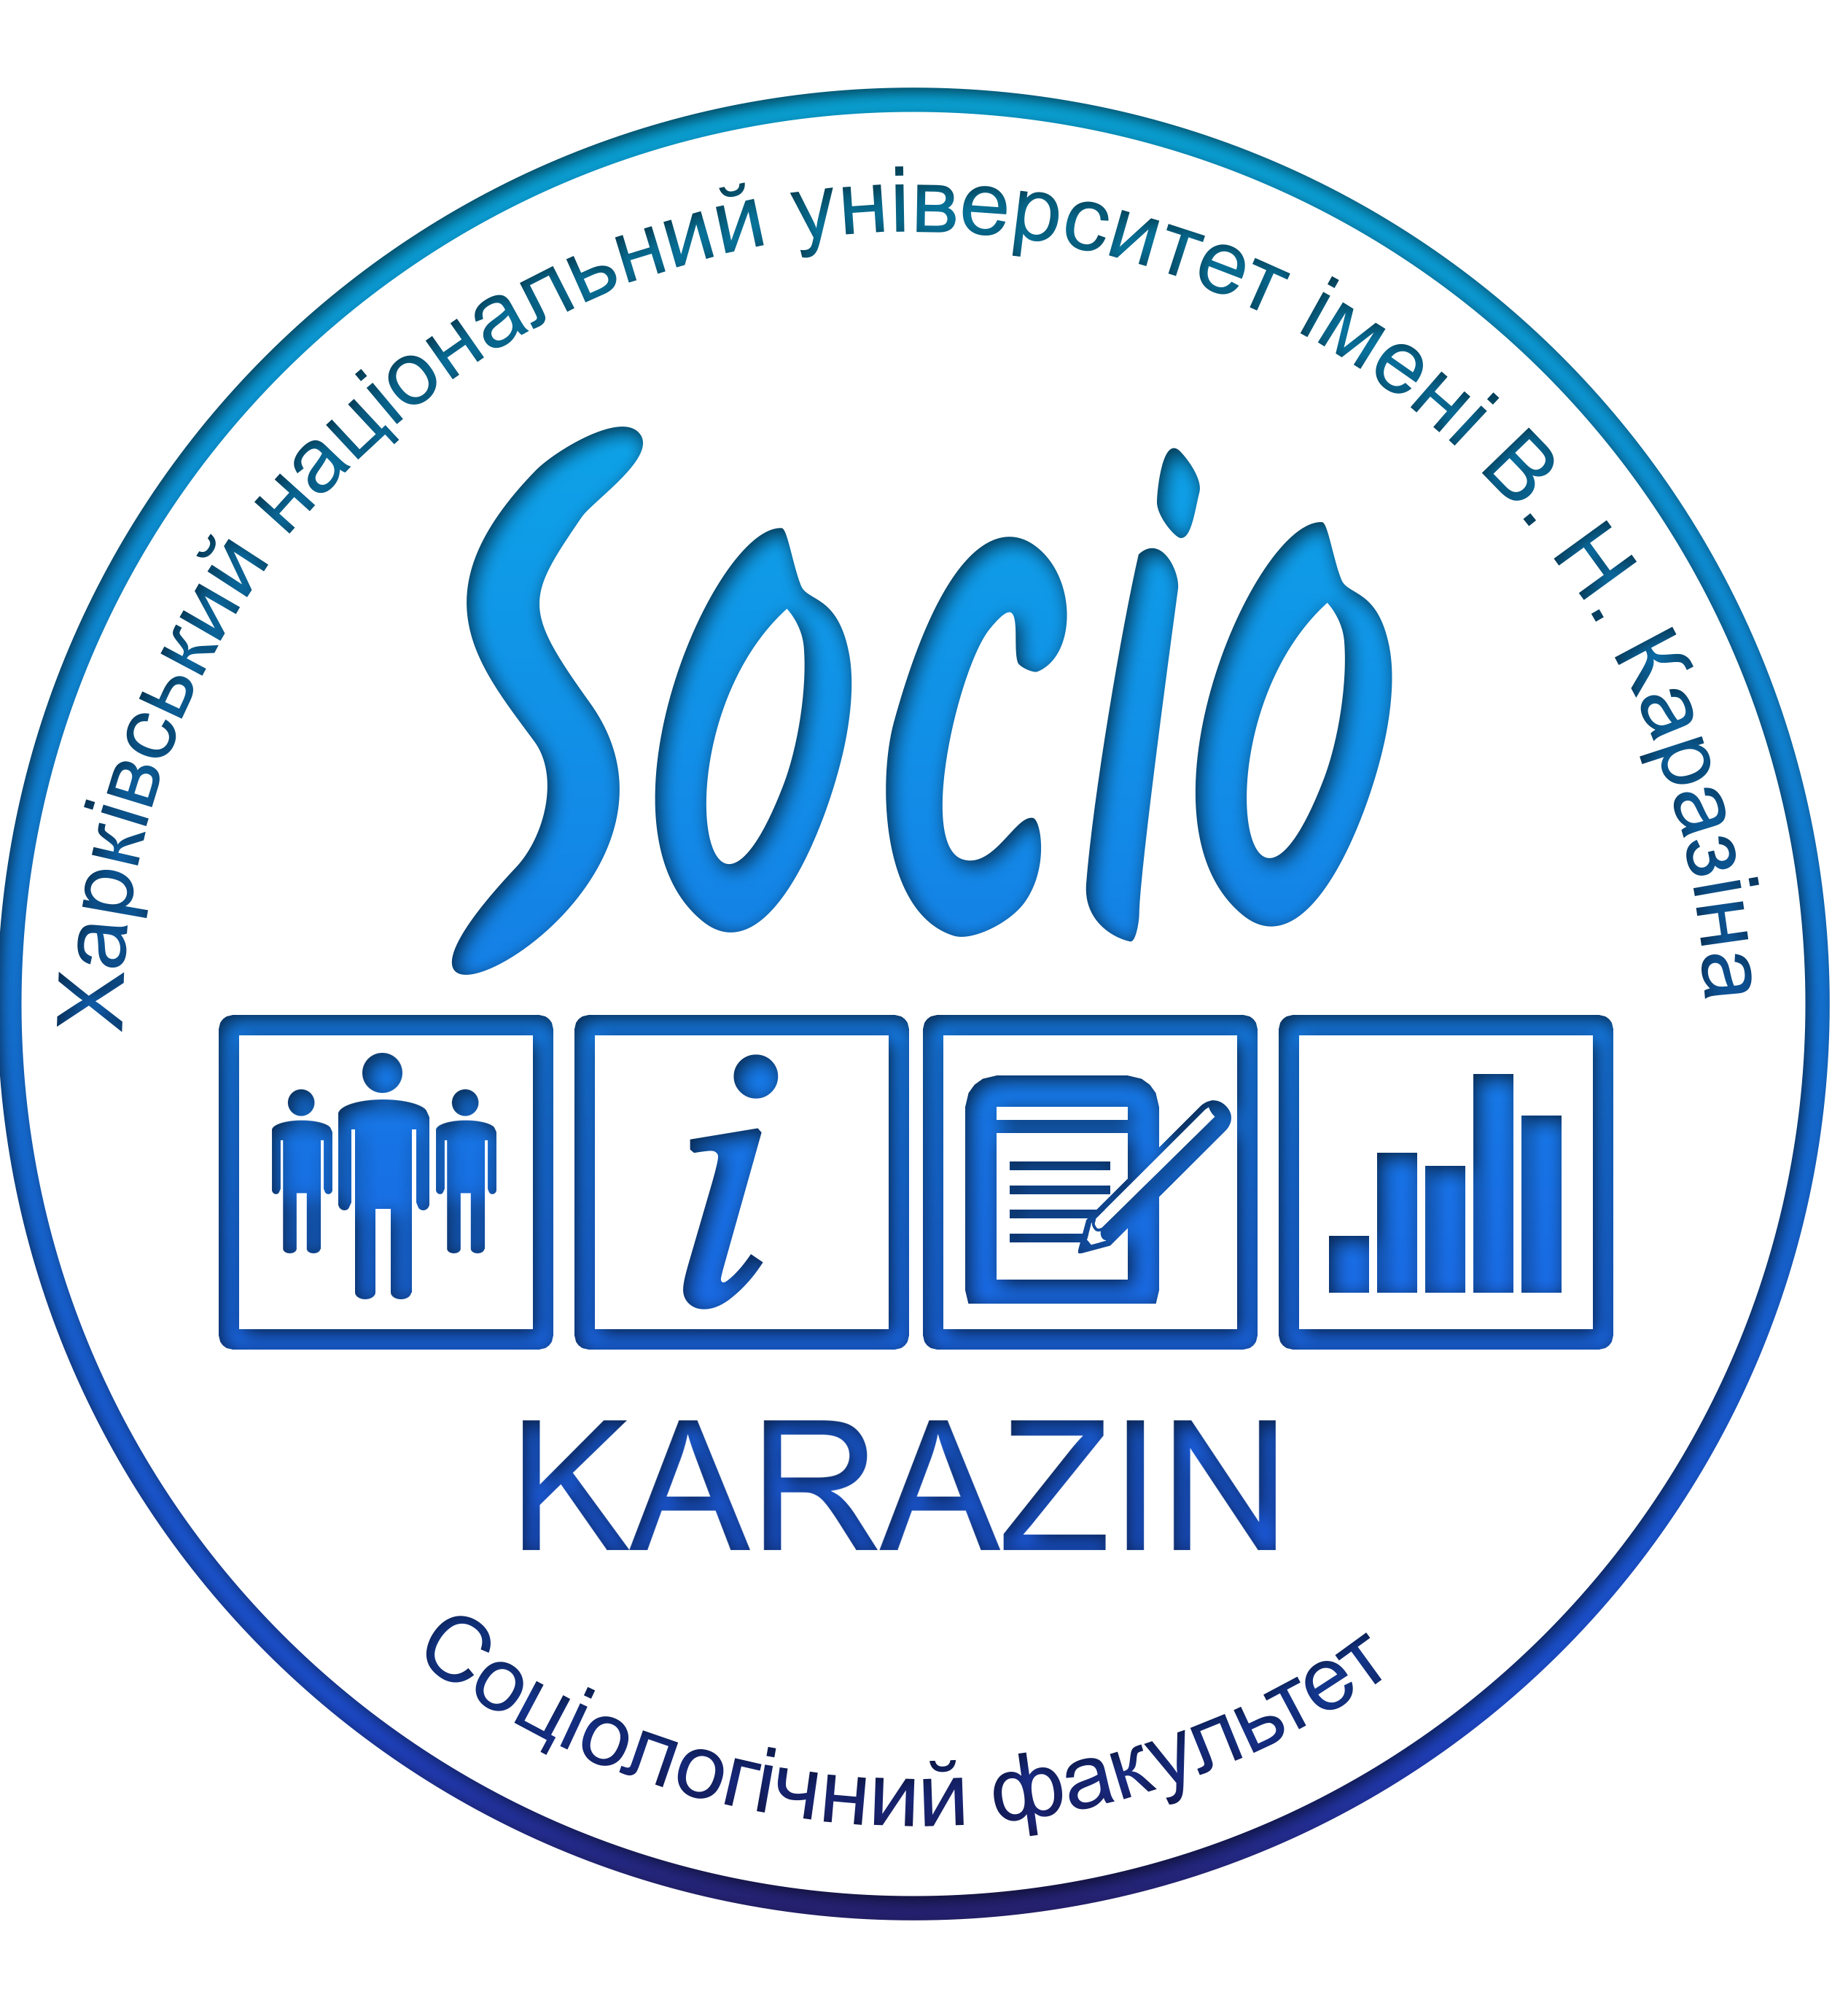 Харківський національний університет імені В. Н. Каразіна
Socio
i
KARAZIN
Соціологічний факультет